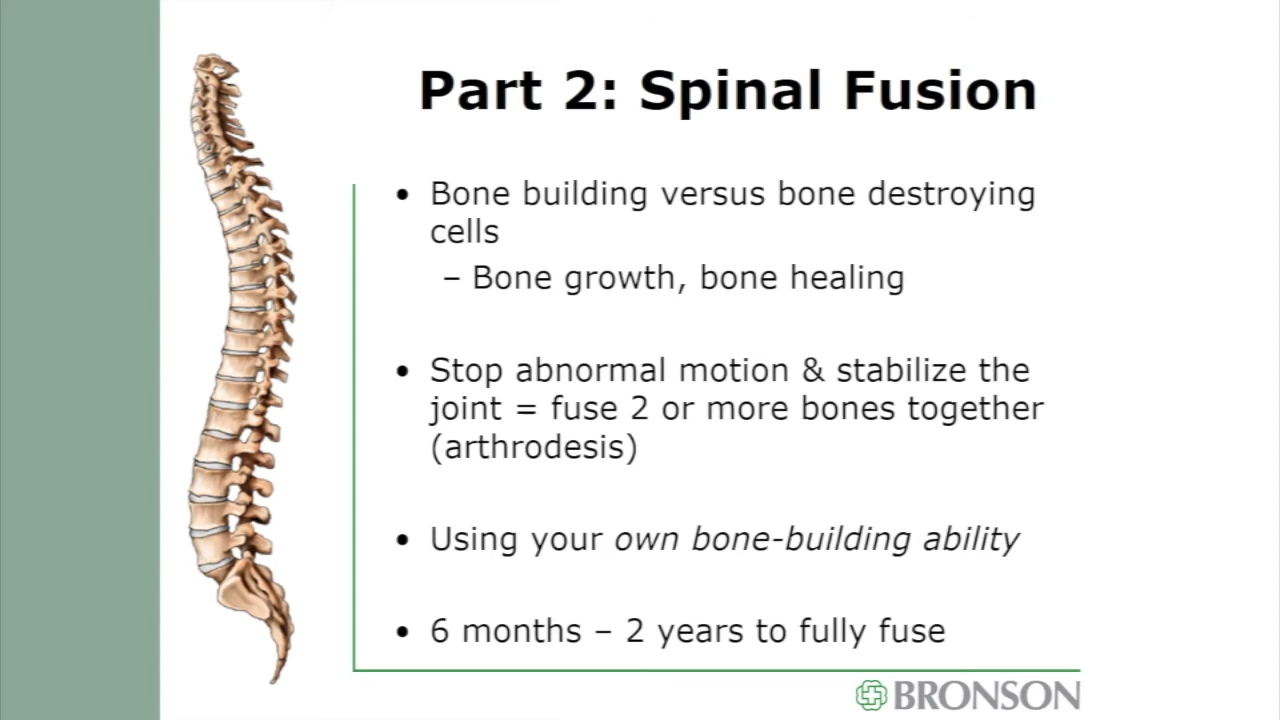 Part 2: Spinal Fusion
• Bone building versus bone destroying
cells
– Bone growth, bone healing
• Stop abnormal motion & stabilize the
joint = fuse 2 or more bones together
(arthrodesis)
• Using your own bone-building ability
• 6 months – 2 years to fully fuse
BRONSON